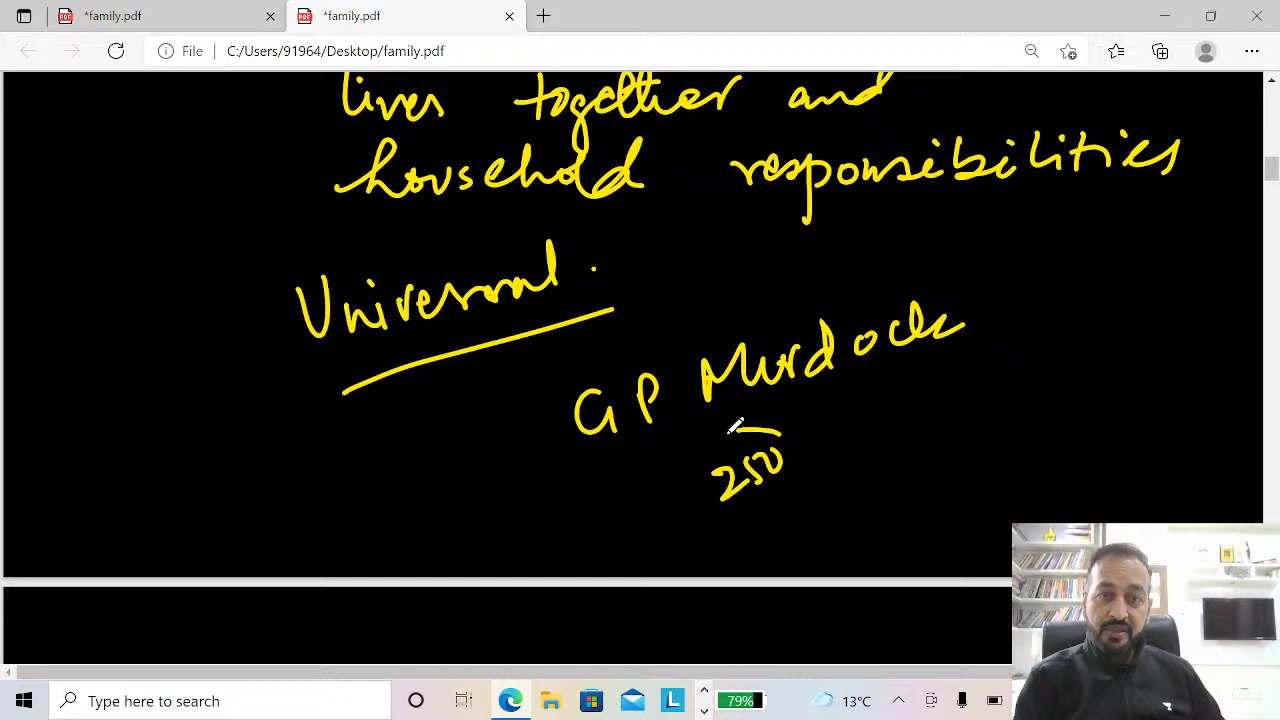 *family.pdf
*family.pdf
File C:/Users/91964/Desktop/family.pdf
lives together and
household responsibilities
Universal.
GP Murdock
250
Type here to search
L
79%
13°C